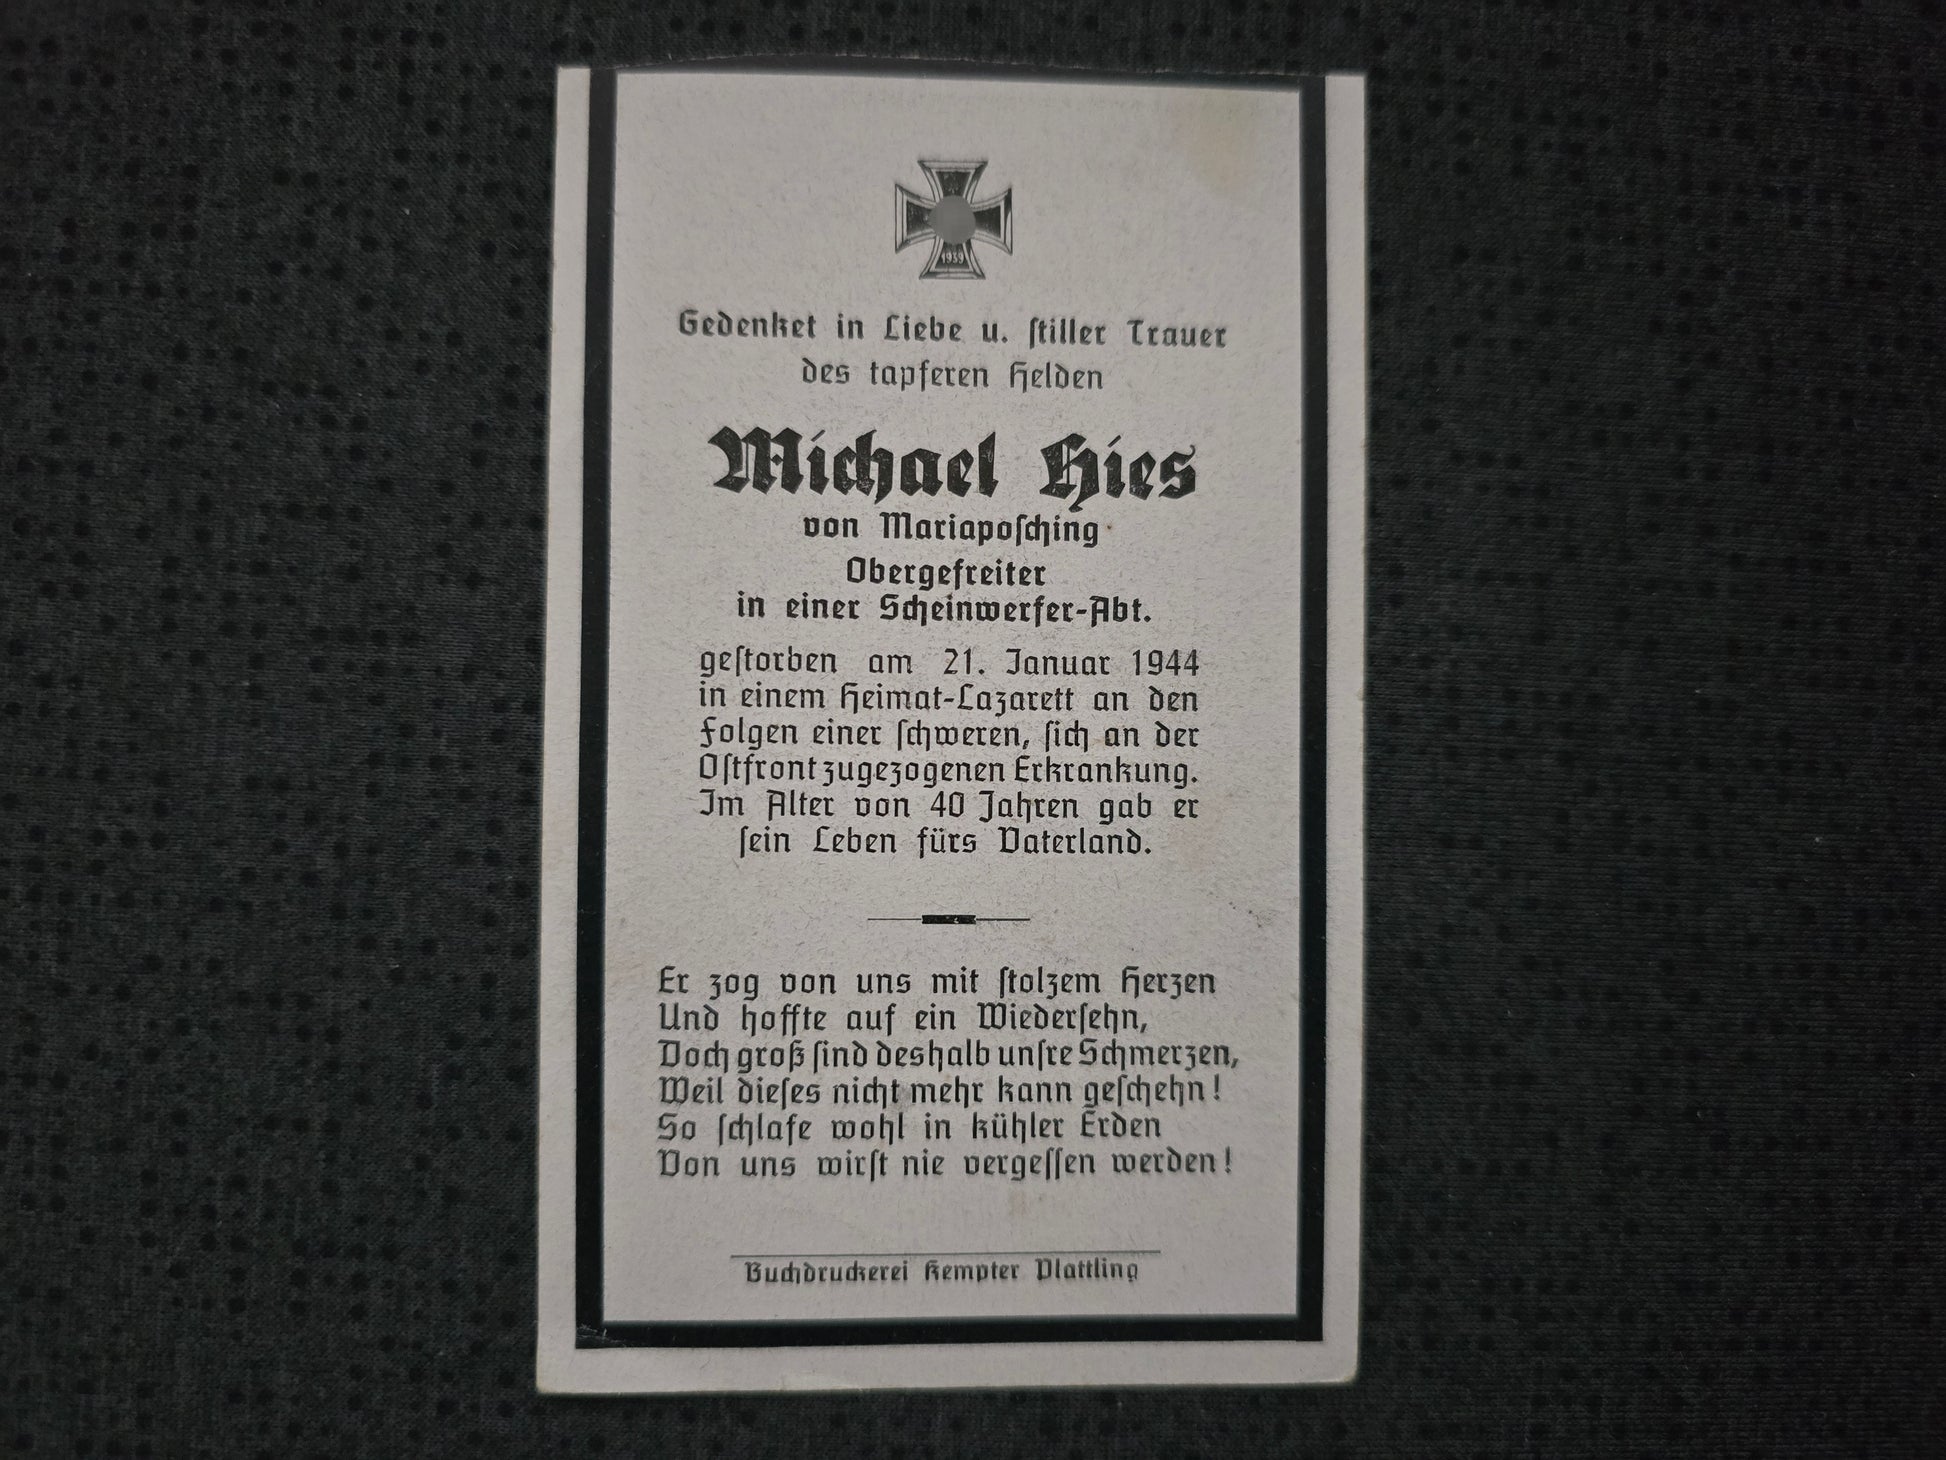 1939
Gedenket in Liebe u. stiller Trauer
des tapferen Helden
Michael Hies
von Mariaposching
Obergefreiter
in einer Scheinwerfer-Abt.
gestorben am 21. Januar 1944
in einem Heimat-Lazarett an den
Folgen einer schweren, sich an der
Ostfront zugezogenen Erkrankung.
Im Alter von 40 Jahren gab er
sein Leben fürs Vaterland.
Er zog von uns mit stolzem Herzen
Und hoffte auf ein Wiedersehn,
Doch groß sind deshalb unsre Schmerzen,
Weil dieses nicht mehr kann geschehn!
So schlafe wohl in kühler Erden
Von uns wirst nie vergessen werden!
Buchdruckerei Kempter Plattling